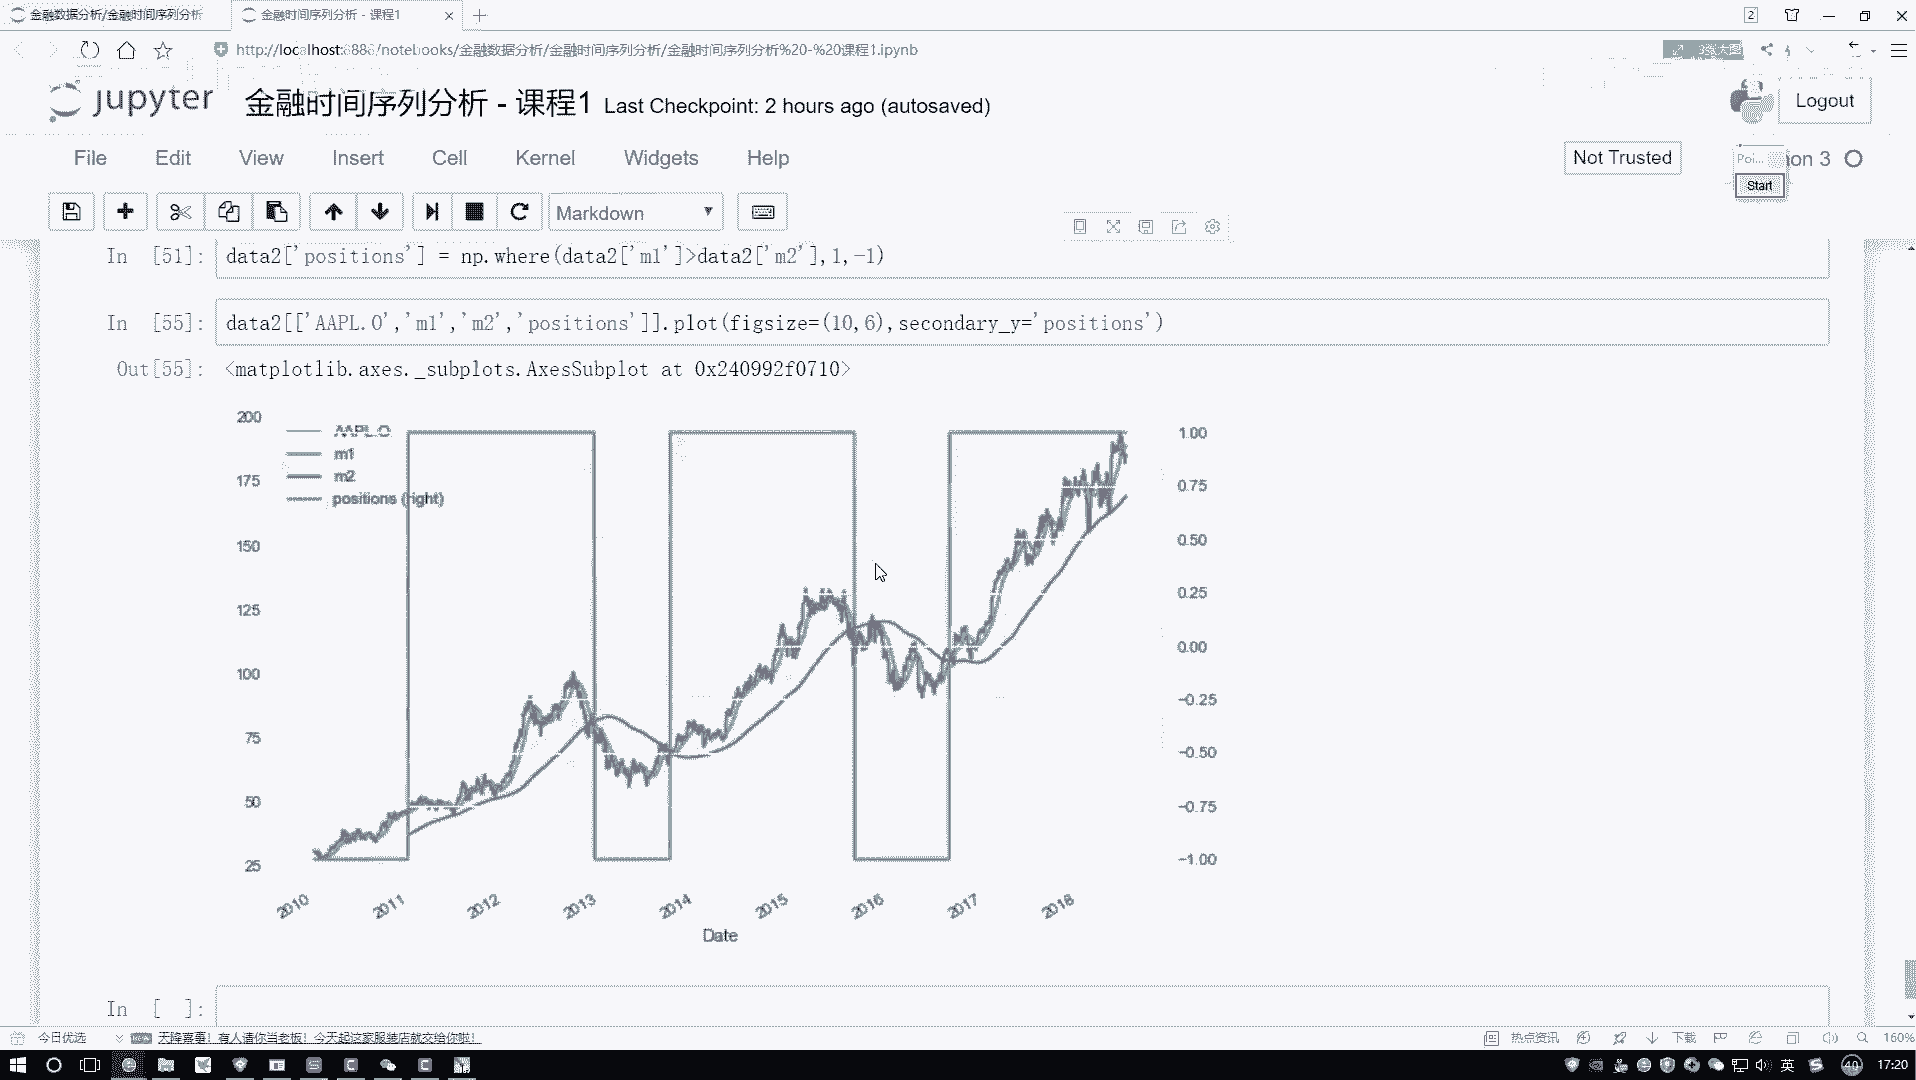 金融数据分析/金融时间序列分析
金融时间序列分析 - 课程1
2
http://localhost:888/notebooks/金融数据分析/金融时间序列分析/金融时间序列分析%20-%20课程1.ipynb
jupyter 金融时间序列分析 - 课程1 Last Checkpoint: 2 hours ago (autosaved)
Logout
File Edit View Insert Cell Kernel Widgets Help
Not Trusted
Poi... on 3
Start
Markdown
In [51]: data2['positions'] = np.where(data2['m1']>data2['m2'],1,-1)
In [55]: data2[['AAPL.O','m1','m2','positions']].plot(figsize=(10,6),secondary_y='positions')
Out[55]: <matplotlib.axes._subplots.AxesSubplot at 0x240992f0710>
200
175
150
125
100
75
50
25
AAPL.O
m1
m2
positions (right)
1.00
0.75
0.50
0.25
0.00
−0.25
−0.50
−0.75
−1.00
2010 2011 2012 2013 2014 2015 2016 2017 2018
Date
In [ ]:
今日优选
天降喜事！有人请你当老板！今天起这家服装店就交给你啦！
热点资讯
下载
160%
英
40
17:20